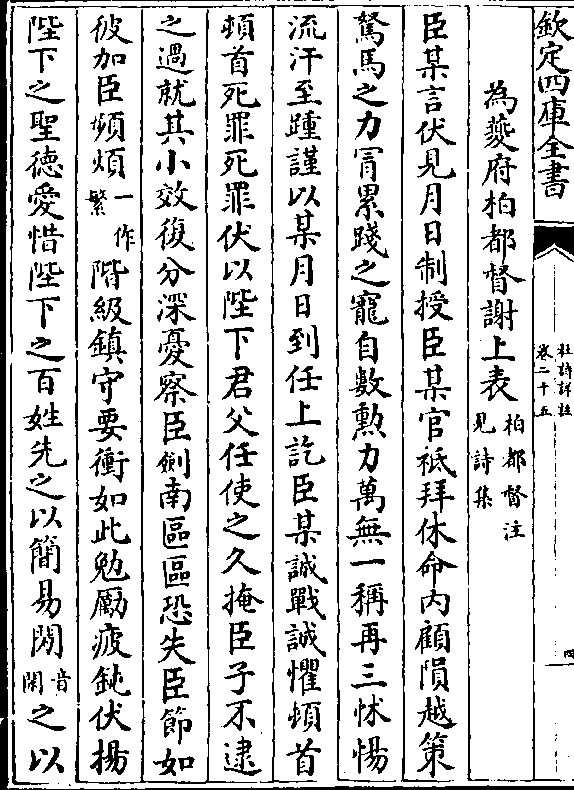 欽定四庫全書
杜詩詳註
卷二十五
四
為夔府柏都督謝上表柏都督注見詩集
臣某言伏見月日制授臣某官祗拜休命内顧隕越策
駑馬之力冐累踐之寵自數勲力萬無一稱再三怵惕
流汗至踵謹以某月日到任上訖臣某誠戰誠懼頓首
頓首死罪死罪伏以陛下君父任使之久掩臣子不逮
之過就其小效復分深憂察臣劍南區區恐失臣節如
彼加臣頻煩一作繁階級鎮守要衝如此勉勵疲鈍伏揚
陛下之聖德愛惜陛下之百姓先之以簡易閑音閑之以